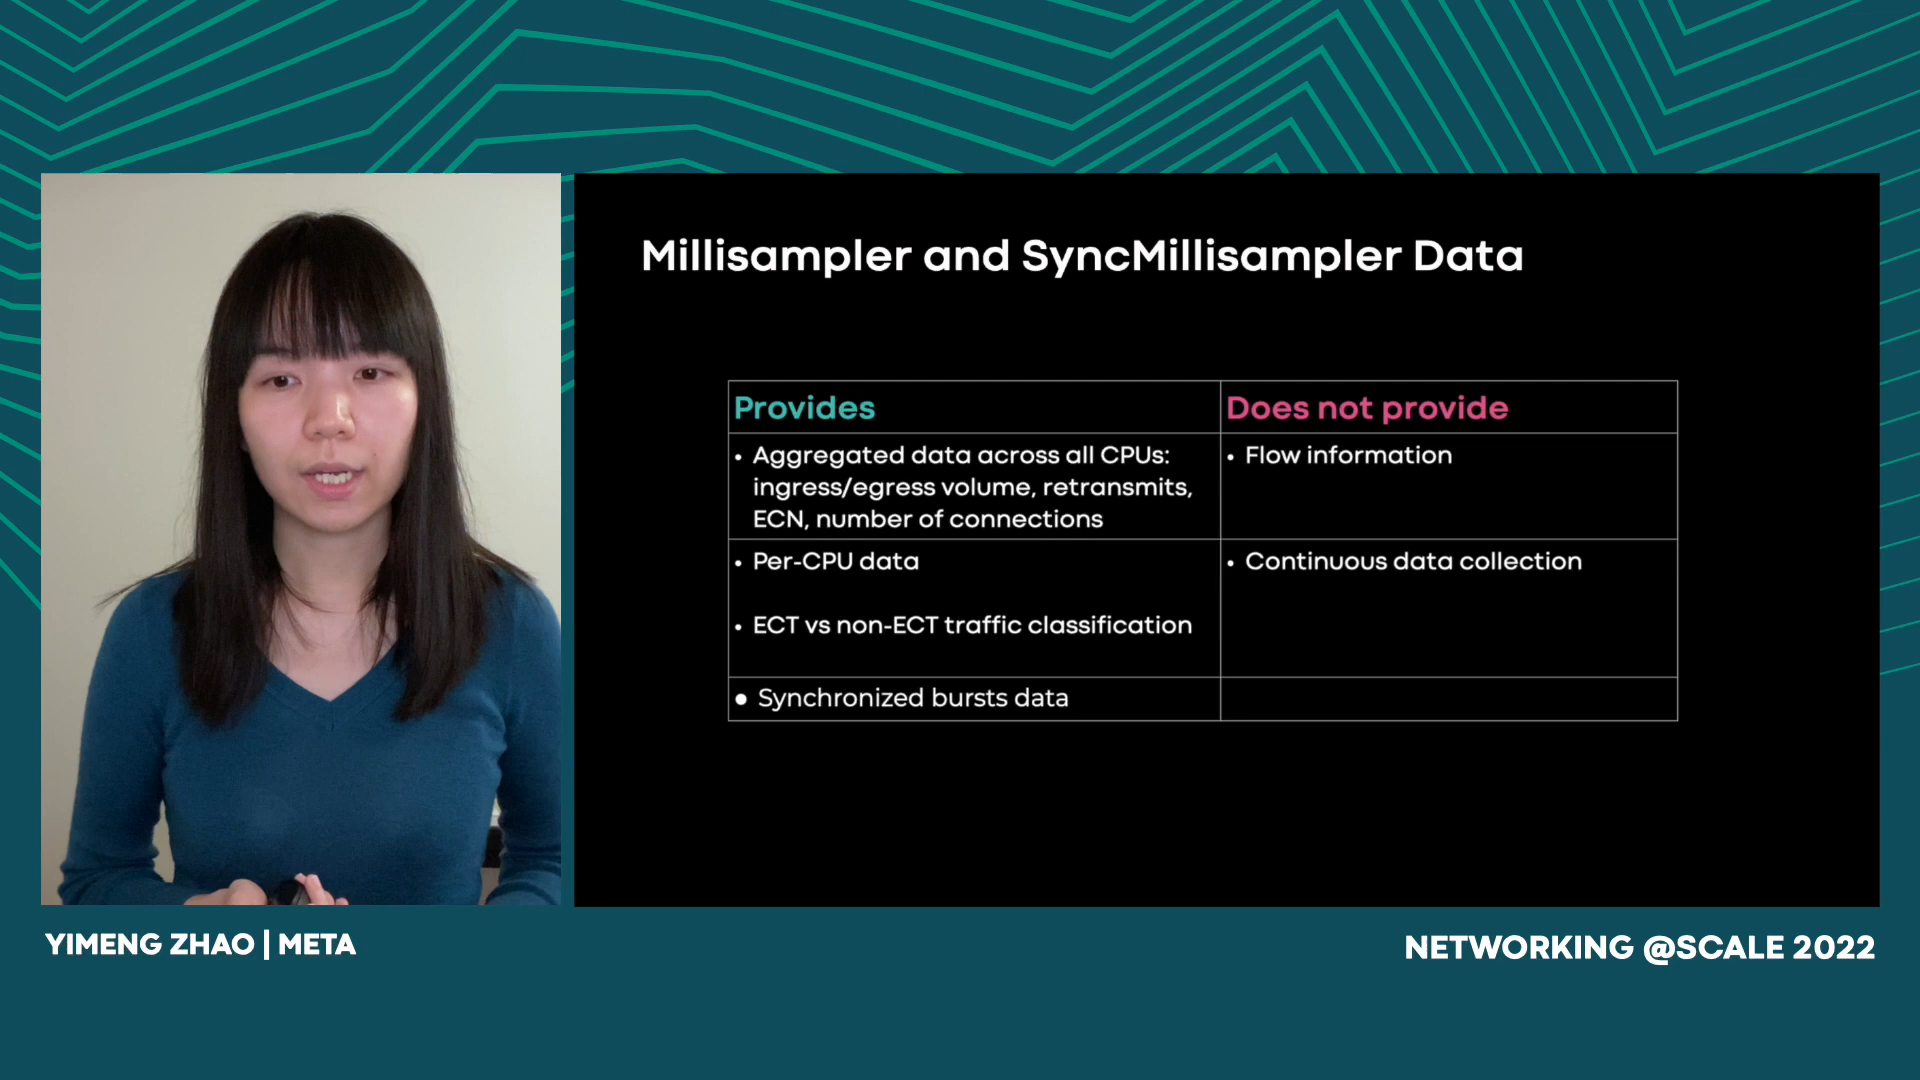 Millisampler and SyncMillisampler Data
Provides
Does not provide
• Aggregated data across all CPUs:
ingress/egress volume, retransmits,
ECN, number of connections
• Flow information
• Per-CPU data
• ECT vs non-ECT traffic classification
• Continuous data collection
• Synchronized bursts data
YIMENG ZHAO | META
NETWORKING @SCALE 2022